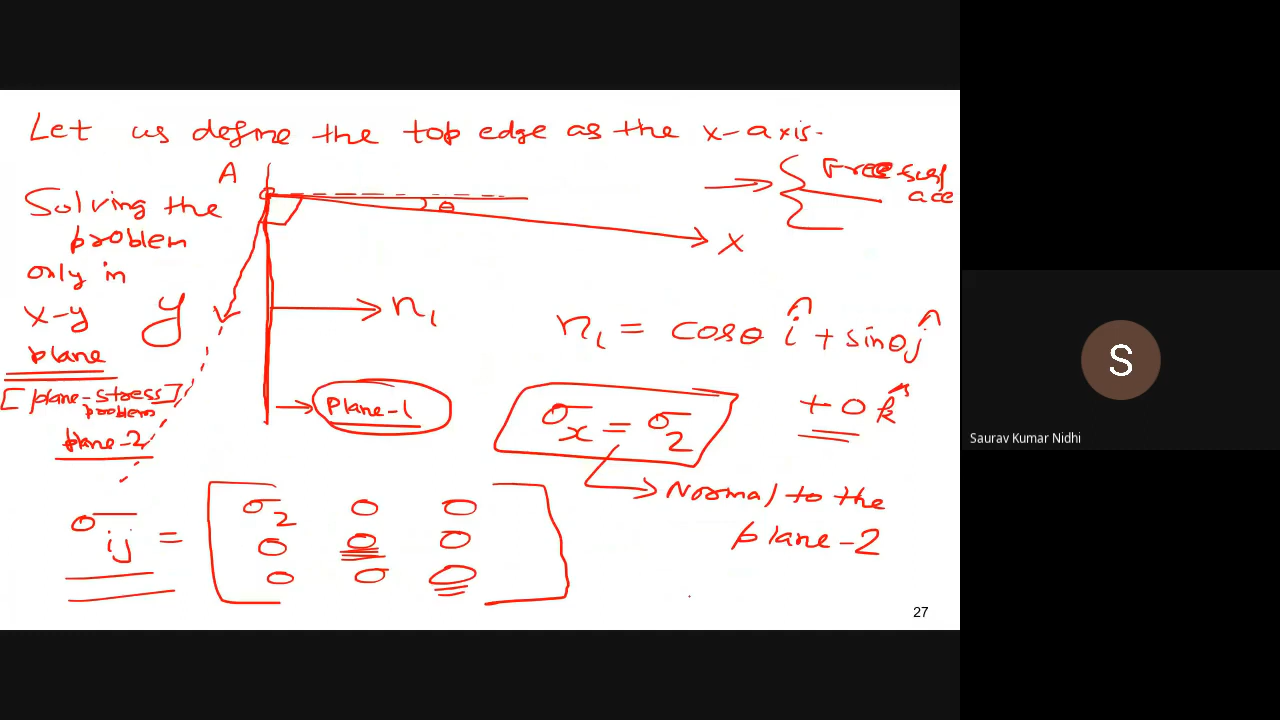 Let us define the top edge as the x-axis.
A
Free surf
ace
Solving the
problem
only in
x-y
plane
[plane-stress]
problem
plane-2
θ
x
y
n1
n1 = cosθ î + sinθ ĵ
+ 0 k̂
Plane-1
σx = σ2
Normal to the
plane-2
σij =
σ2 0 0
0 0 0
0 0 0
27
S
Saurav Kumar Nidhi